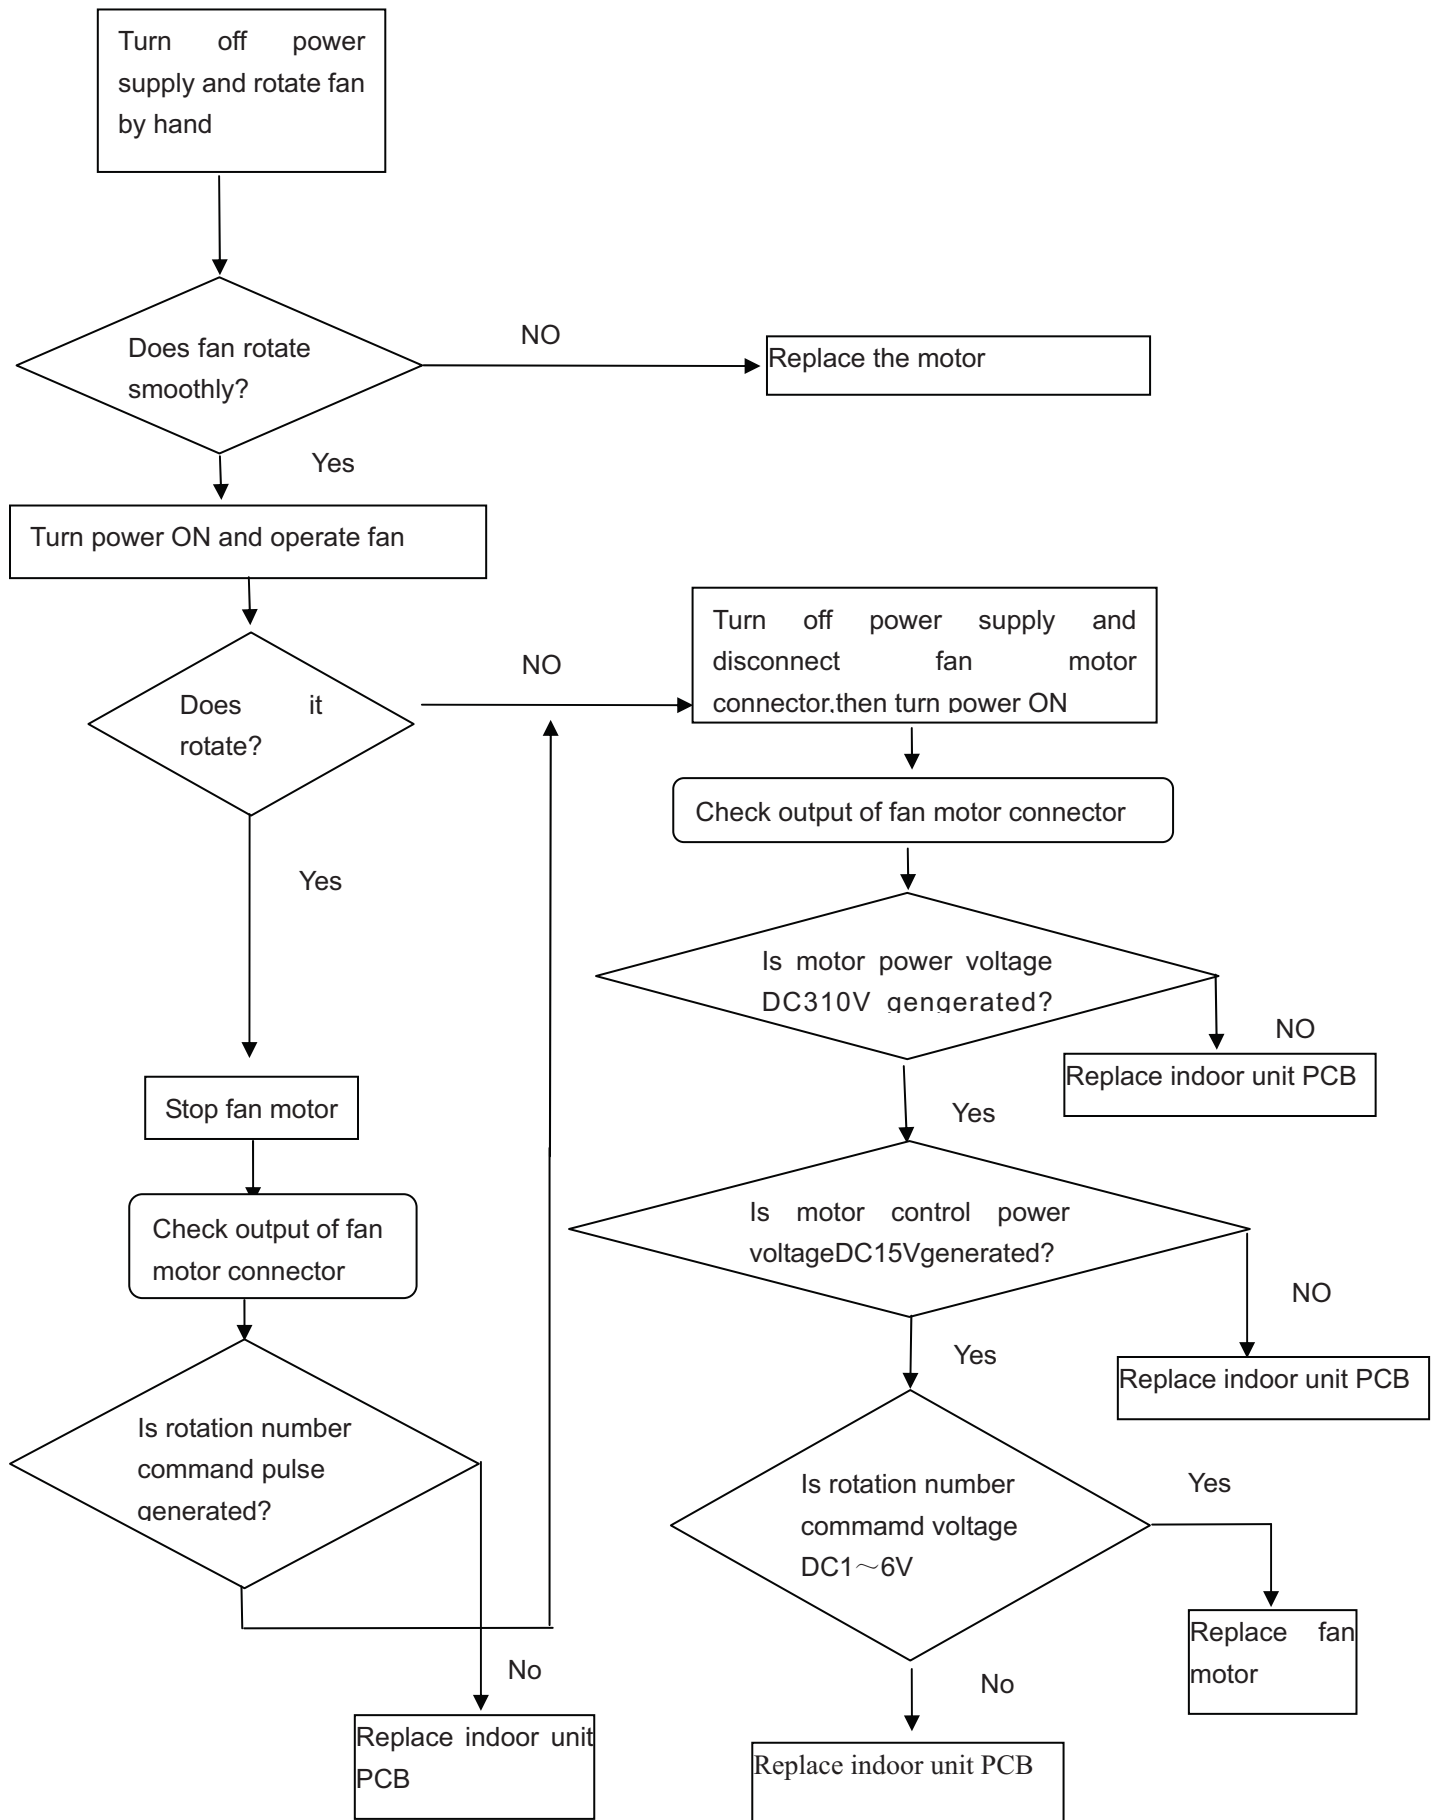 Turn off power
supply and rotate fan
by hand
Does fan rotate
smoothly?
NO
Replace the motor
Yes
Turn power ON and operate fan
Does it
rotate?
NO
Turn off power supply and
disconnect fan motor
connector,then turn power ON
Check output of fan motor connector
Yes
Is motor power voltage
DC310V gengerated?
NO
Replace indoor unit PCB
Yes
Stop fan motor
Check output of fan
motor connector
Is motor control power
voltageDC15Vgenerated?
NO
Replace indoor unit PCB
Yes
Is rotation number
command pulse
generated?
Is rotation number
commamd voltage
DC1~6V
Yes
Replace fan
motor
No
Replace indoor unit
PCB
No
Replace indoor unit PCB